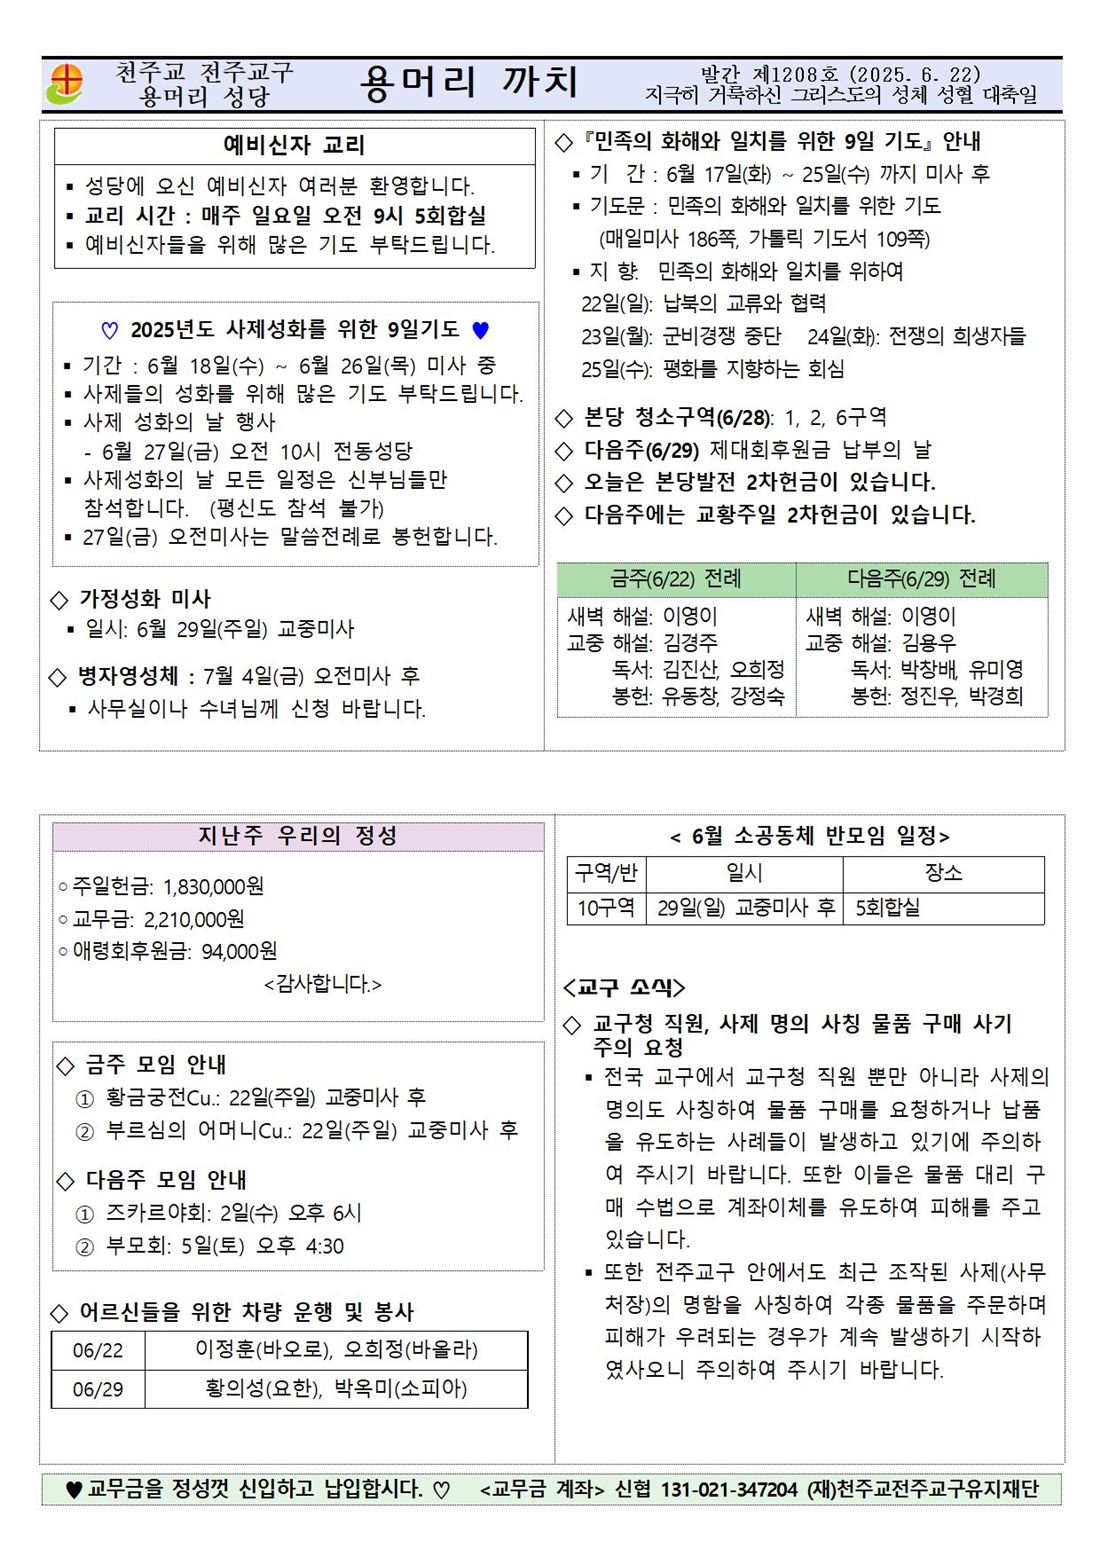 천주교 전주교구
용머리 성당
용머리 까치
발간 제1208호 (2025. 6. 22)
지극히 거룩하신 그리스도의 성체 성혈 대축일
예비신자 교리
▪ 성당에 오신 예비신자 여러분 환영합니다.
▪ 교리 시간 : 매주 일요일 오전 9시 5회합실
▪ 예비신자들을 위해 많은 기도 부탁드립니다.
♡ 2025년도 사제성화를 위한 9일기도 ♥
▪ 기간 : 6월 18일(수) ~ 6월 26일(목) 미사 중
▪ 사제들의 성화를 위해 많은 기도 부탁드립니다.
▪ 사제 성화의 날 행사
- 6월 27일(금) 오전 10시 전동성당
▪ 사제성화의 날 모든 일정은 신부님들만
참석합니다. (평신도 참석 불가)
▪ 27일(금) 오전미사는 말씀전례로 봉헌합니다.
◇ 가정성화 미사
▪ 일시: 6월 29일(주일) 교중미사
◇ 병자영성체 : 7월 4일(금) 오전미사 후
▪ 사무실이나 수녀님께 신청 바랍니다.
◇ 『민족의 화해와 일치를 위한 9일 기도』 안내
▪ 기 간 : 6월 17일(화) ~ 25일(수) 까지 미사 후
▪ 기도문 : 민족의 화해와 일치를 위한 기도
(매일미사 186쪽, 가톨릭 기도서 109쪽)
▪ 지 향: 민족의 화해와 일치를 위하여
22일(일): 납북의 교류와 협력
23일(월): 군비경쟁 중단 24일(화): 전쟁의 희생자들
25일(수): 평화를 지향하는 회심
◇ 본당 청소구역(6/28): 1, 2, 6구역
◇ 다음주(6/29) 제대회후원금 납부의 날
◇ 오늘은 본당발전 2차헌금이 있습니다.
◇ 다음주에는 교황주일 2차헌금이 있습니다.
금주(6/22) 전례 다음주(6/29) 전례
새벽 해설: 이영이 새벽 해설: 이영이
교중 해설: 김경주 교중 해설: 김용우
독서: 김진산, 오희정 독서: 박창배, 유미영
봉헌: 유동창, 강정숙 봉헌: 정진우, 박경희
지난주 우리의 정성
○ 주일헌금: 1,830,000원
○ 교무금: 2,210,000원
○ 애령회후원금: 94,000원
<감사합니다.>
◇ 금주 모임 안내
① 황금궁전Cu.: 22일(주일) 교중미사 후
② 부르심의 어머니Cu.: 22일(주일) 교중미사 후
◇ 다음주 모임 안내
① 즈카르야회: 2일(수) 오후 6시
② 부모회: 5일(토) 오후 4:30
◇ 어르신들을 위한 차량 운행 및 봉사
06/22 이정훈(바오로), 오희정(바올라)
06/29 황의성(요한), 박옥미(소피아)
< 6월 소공동체 반모임 일정>
구역/반 일시 장소
10구역 29일(일) 교중미사 후 5회합실
<교구 소식>
◇ 교구청 직원, 사제 명의 사칭 물품 구매 사기
주의 요청
▪ 전국 교구에서 교구청 직원 뿐만 아니라 사제의
명의도 사칭하여 물품 구매를 요청하거나 납품
을 유도하는 사례들이 발생하고 있기에 주의하
여 주시기 바랍니다. 또한 이들은 물품 대리 구
매 수법으로 계좌이체를 유도하여 피해를 주고
있습니다.
▪ 또한 전주교구 안에서도 최근 조작된 사제(사무
처장)의 명함을 사칭하여 각종 물품을 주문하며
피해가 우려되는 경우가 계속 발생하기 시작하
였사오니 주의하여 주시기 바랍니다.
♥ 교무금을 정성껏 신입하고 납입합시다. ♡ <교무금 계좌> 신협 131-021-347204 (재)천주교전주교구유지재단